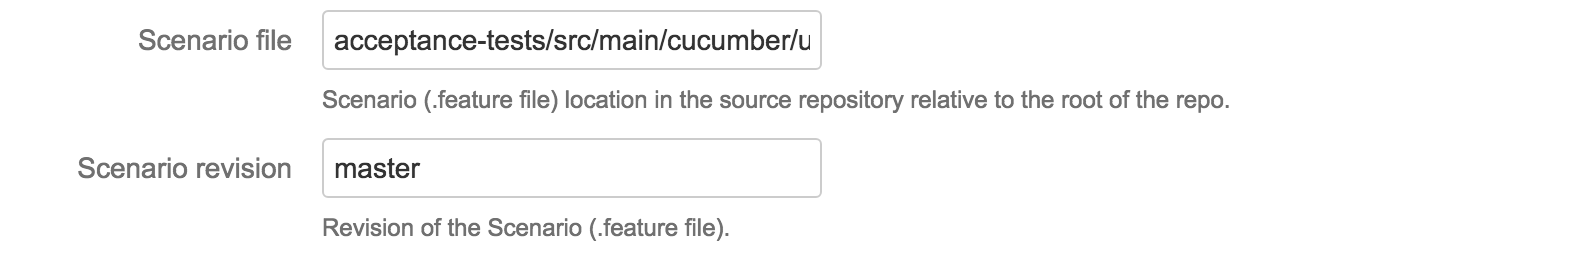 Scenario file
acceptance-tests/src/main/cucumber/u
Scenario (.feature file) location in the source repository relative to the root of the repo.
Scenario revision
master
Revision of the Scenario (.feature file).